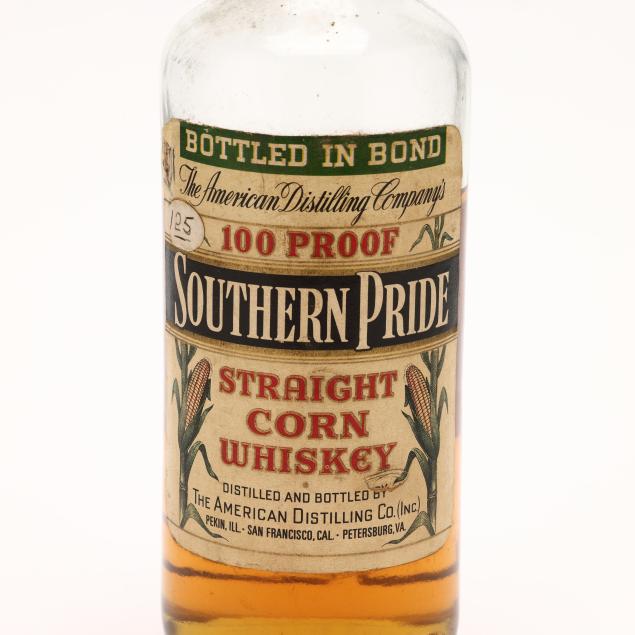 BOTTLED IN BOND
The American Distilling Company's
125
100 PROOF
SOUTHERN PRIDE
STRAIGHT
CORN
WHISKEY
DISTILLED AND BOTTLED BY
THE AMERICAN DISTILLING CO. (INC.)
PEKIN, ILL. · SAN FRANCISCO, CAL. · PETERSBURG, VA.